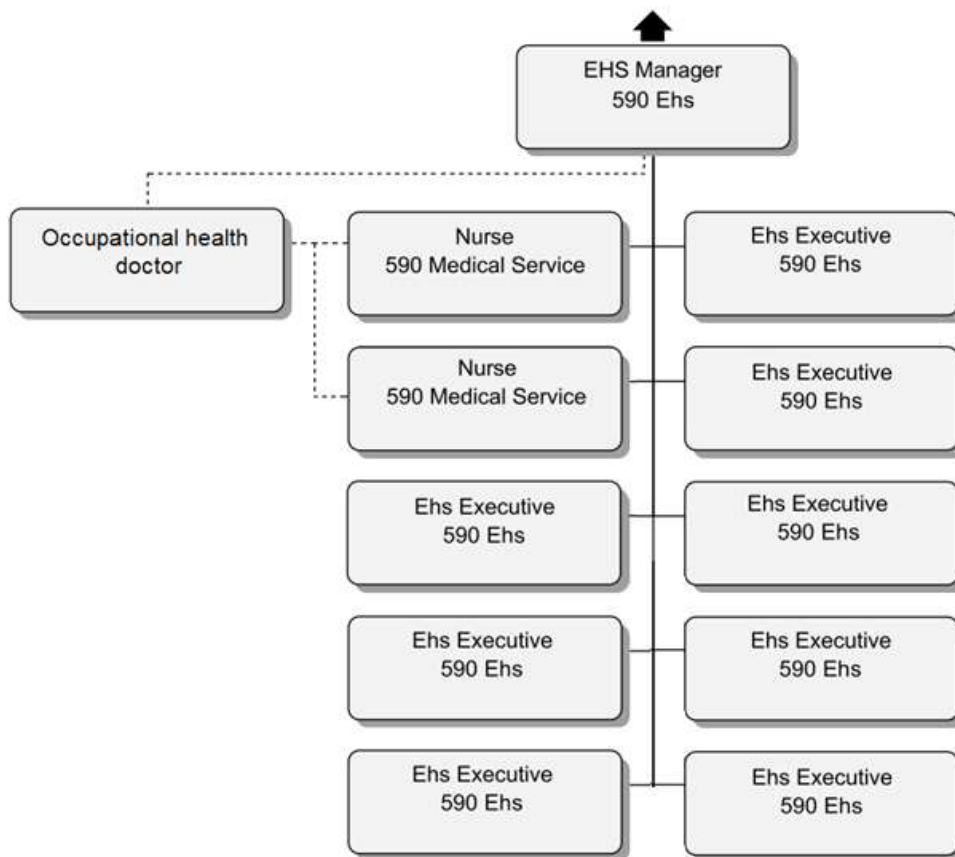 EHS Manager
590 Ehs
Occupational health
doctor
Nurse
590 Medical Service
Ehs Executive
590 Ehs
Nurse
590 Medical Service
Ehs Executive
590 Ehs
Ehs Executive
590 Ehs
Ehs Executive
590 Ehs
Ehs Executive
590 Ehs
Ehs Executive
590 Ehs
Ehs Executive
590 Ehs
Ehs Executive
590 Ehs